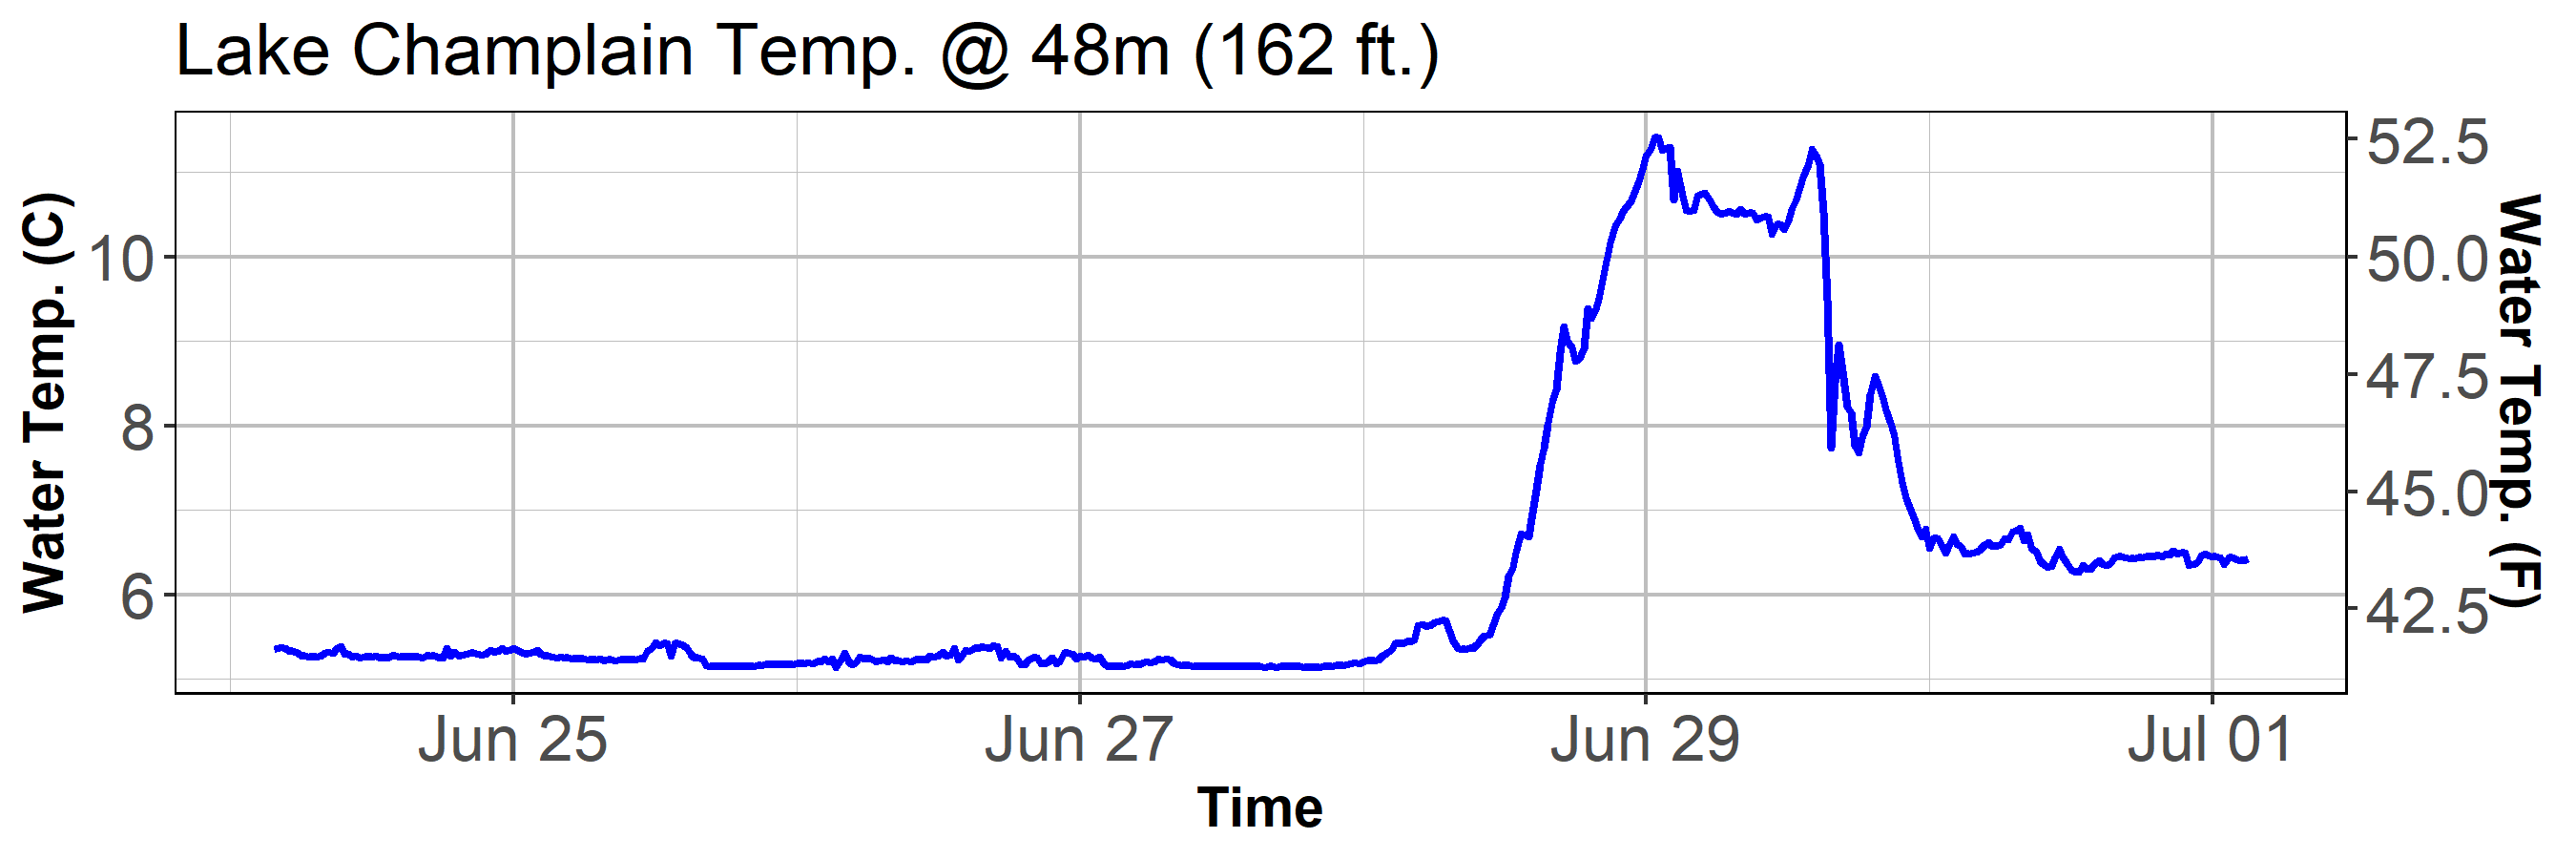 Lake Champlain Temp. @ 48m (162 ft.)
Water Temp. (C)
10
8
6
52.5
50.0
47.5
45.0
42.5
Water Temp. (F)
Jun 25 Jun 27 Jun 29 Jul 01
Time